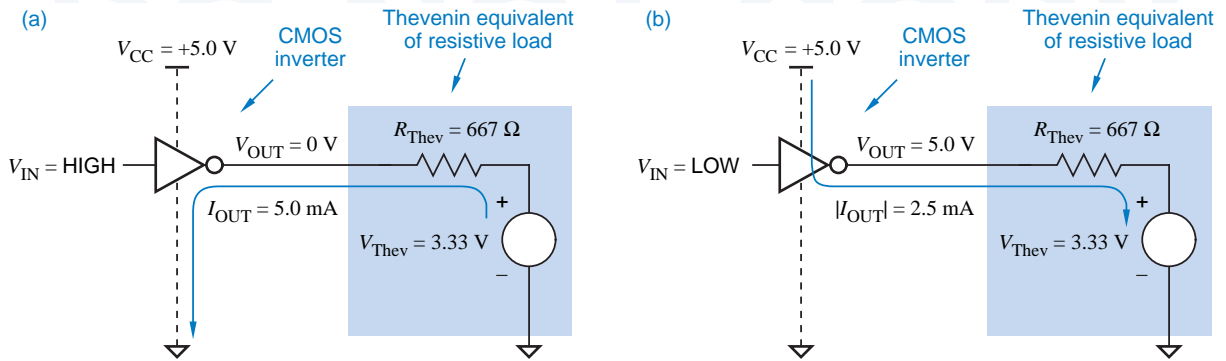 (a)
Thevenin equivalent
of resistive load
V_CC = +5.0 V
CMOS
inverter
R_Thev = 667 Ω
V_OUT = 0 V
V_IN = HIGH
I_OUT = 5.0 mA
+
V_Thev = 3.33 V
–
(b)
Thevenin equivalent
of resistive load
V_CC = +5.0 V
CMOS
inverter
R_Thev = 667 Ω
V_OUT = 5.0 V
V_IN = LOW
|I_OUT| = 2.5 mA
+
V_Thev = 3.33 V
–